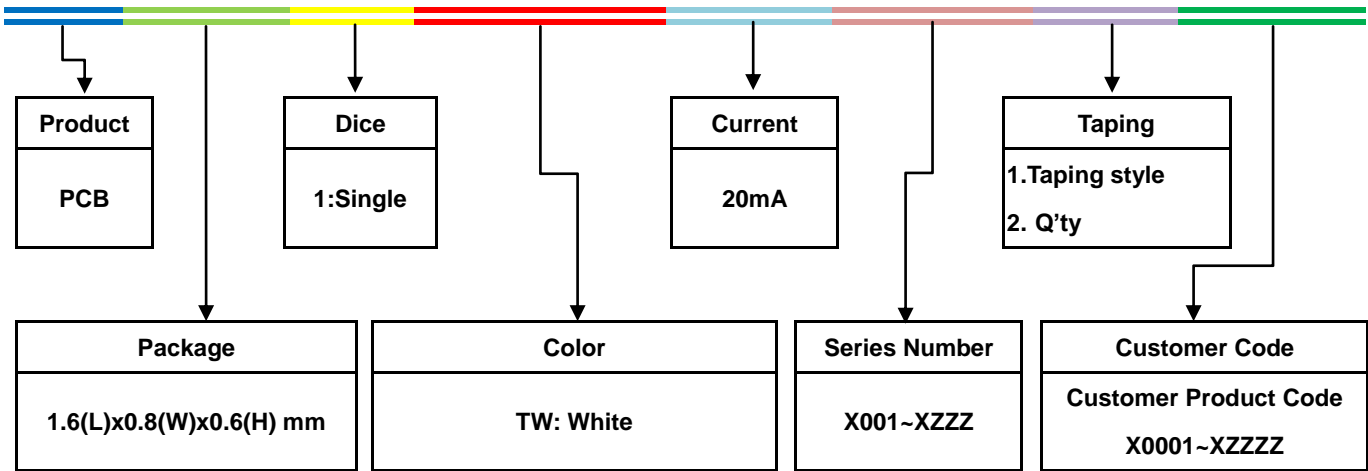 Product
PCB
Dice
1:Single
Current
20mA
Taping
1.Taping style
2. Q’ty
Package
1.6(L)x0.8(W)x0.6(H) mm
Color
TW: White
Series Number
X001~XZZZ
Customer Code
Customer Product Code
X0001~XZZZZ